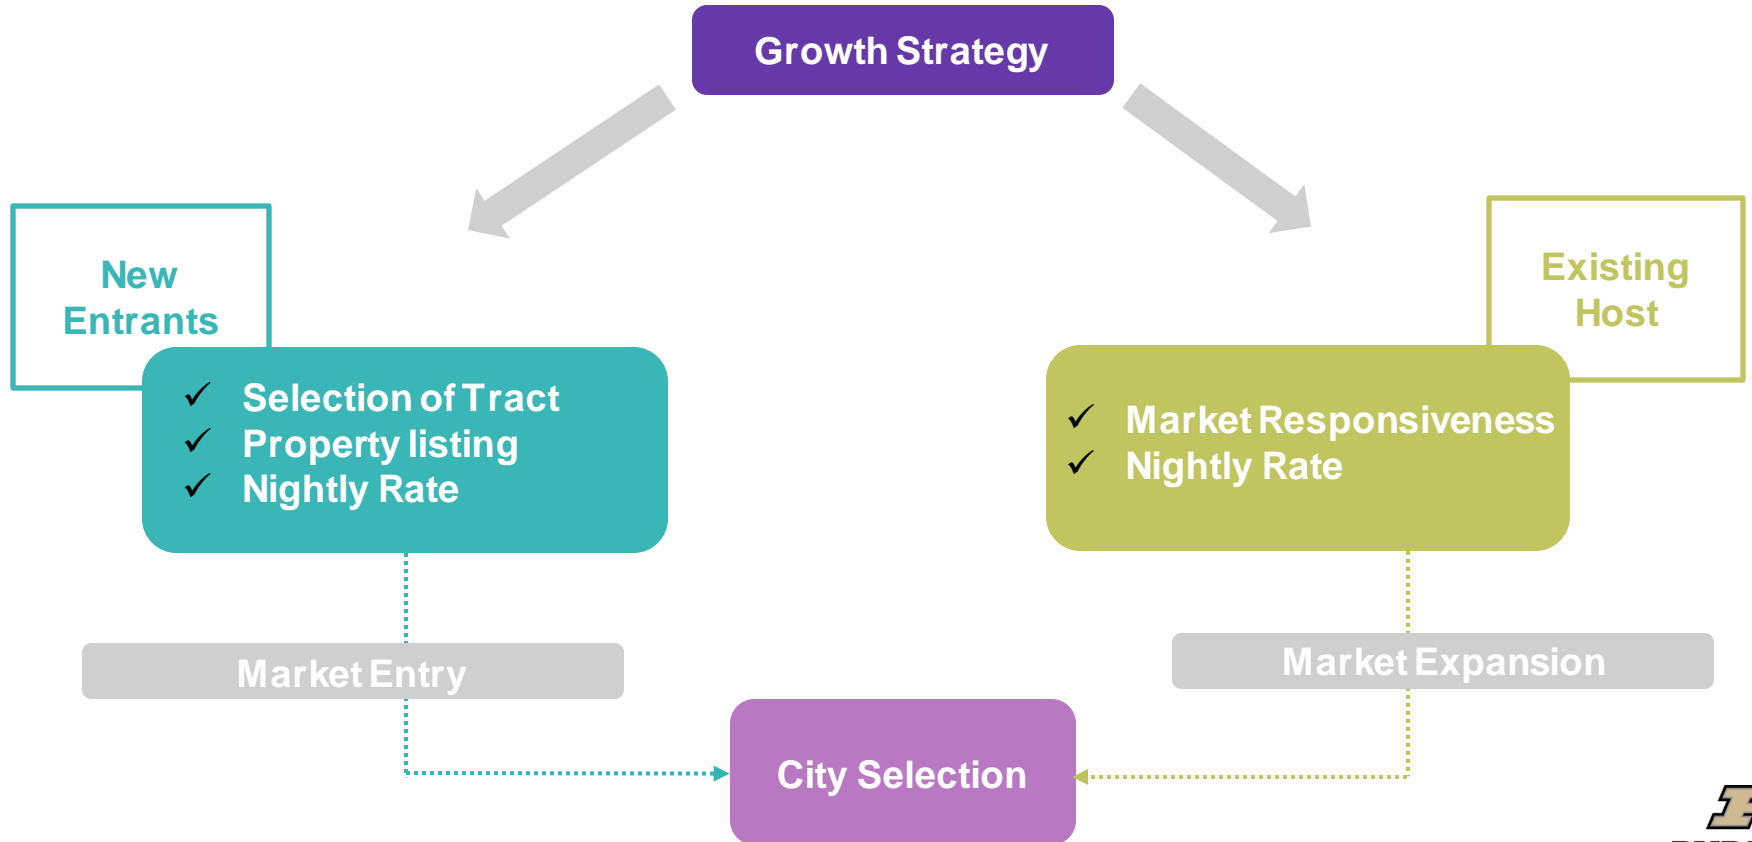 Growth Strategy
New
Entrants
Existing
Host
✓ Selection of Tract
✓ Property listing
✓ Nightly Rate
✓ Market Responsiveness
✓ Nightly Rate
Market Entry
Market Expansion
City Selection